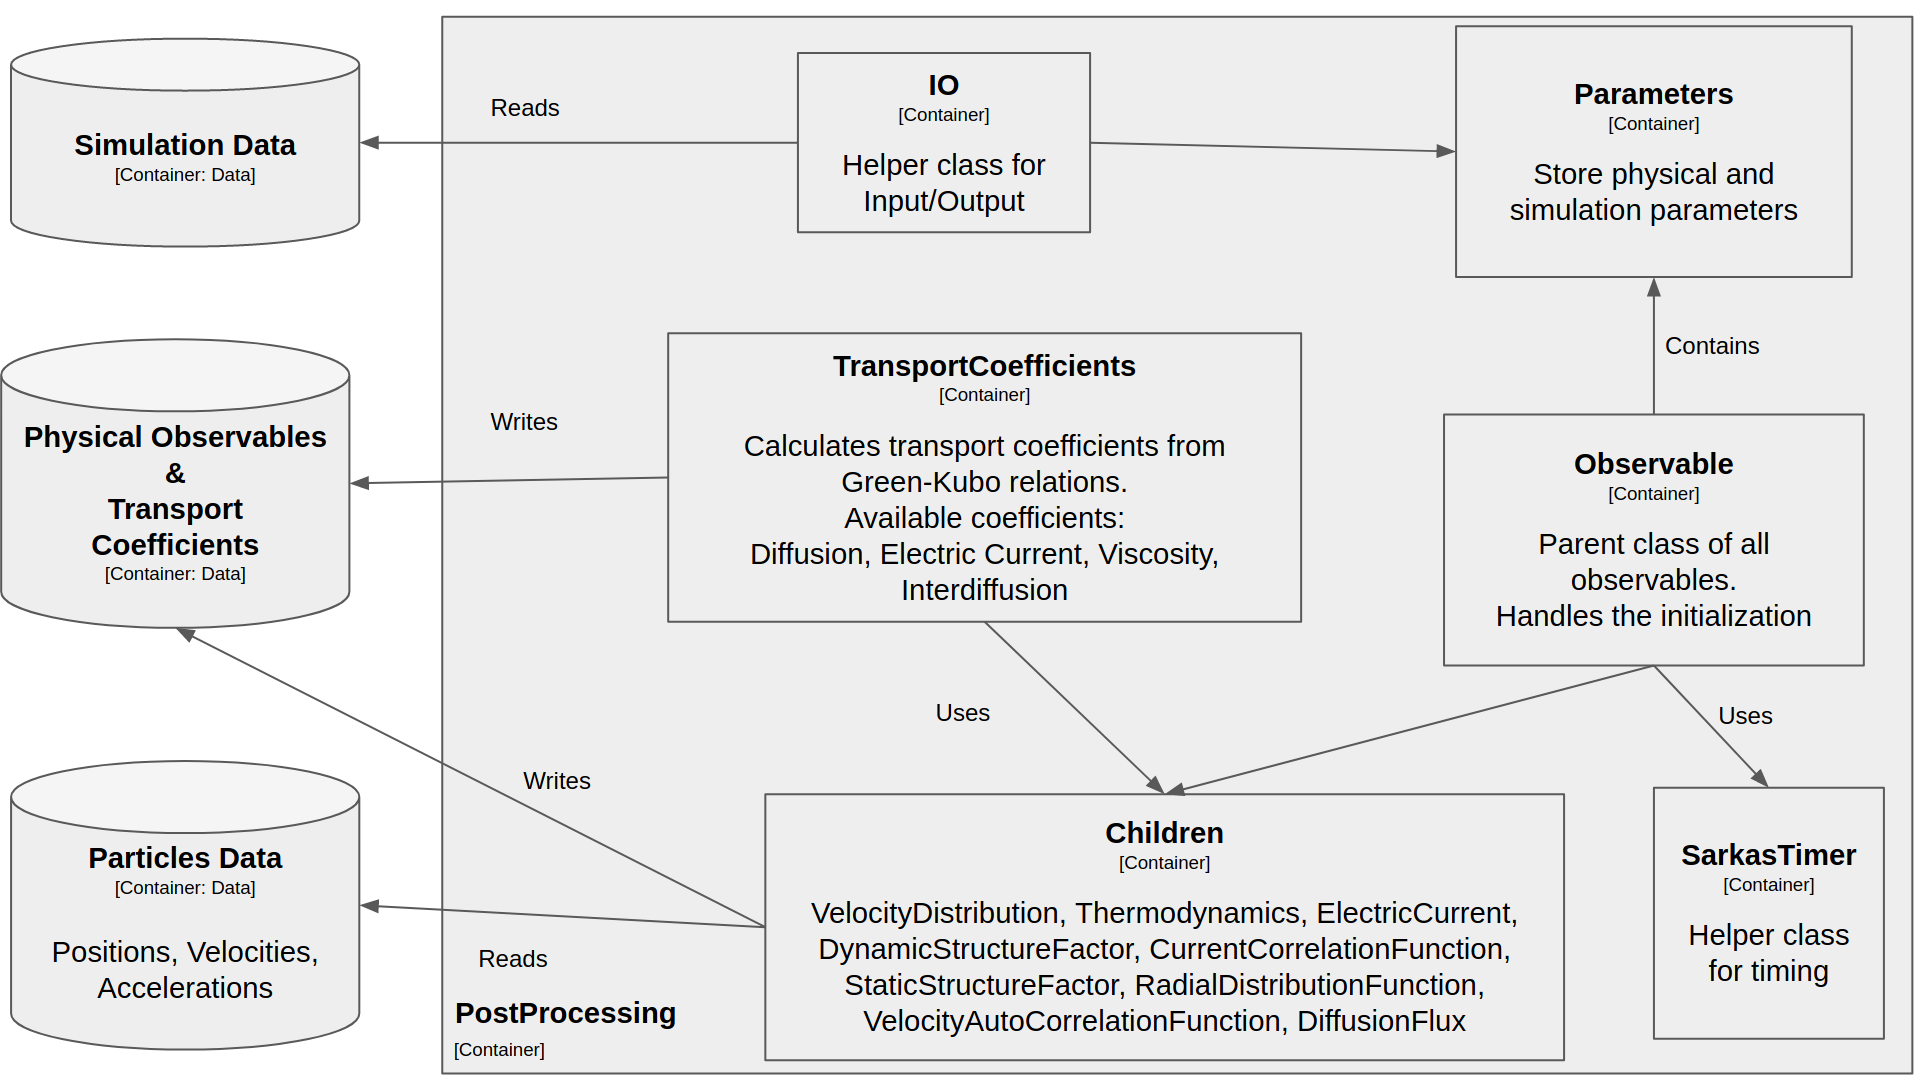 Simulation Data
[Container: Data]
Reads
IO
[Container]
Helper class for
Input/Output
Parameters
[Container]
Store physical and
simulation parameters
Contains
Physical Observables
&
Transport
Coefficients
[Container: Data]
Writes
TransportCoefficients
[Container]
Calculates transport coefficients from
Green-Kubo relations.
Available coefficients:
Diffusion, Electric Current, Viscosity,
Interdiffusion
Observable
[Container]
Parent class of all
observables.
Handles the initialization
Uses
Uses
Writes
Particles Data
[Container: Data]
Positions, Velocities,
Accelerations
Reads
PostProcessing
[Container]
Children
[Container]
VelocityDistribution, Thermodynamics, ElectricCurrent,
DynamicStructureFactor, CurrentCorrelationFunction,
StaticStructureFactor, RadialDistributionFunction,
VelocityAutoCorrelationFunction, DiffusionFlux
SarkasTimer
[Container]
Helper class
for timing